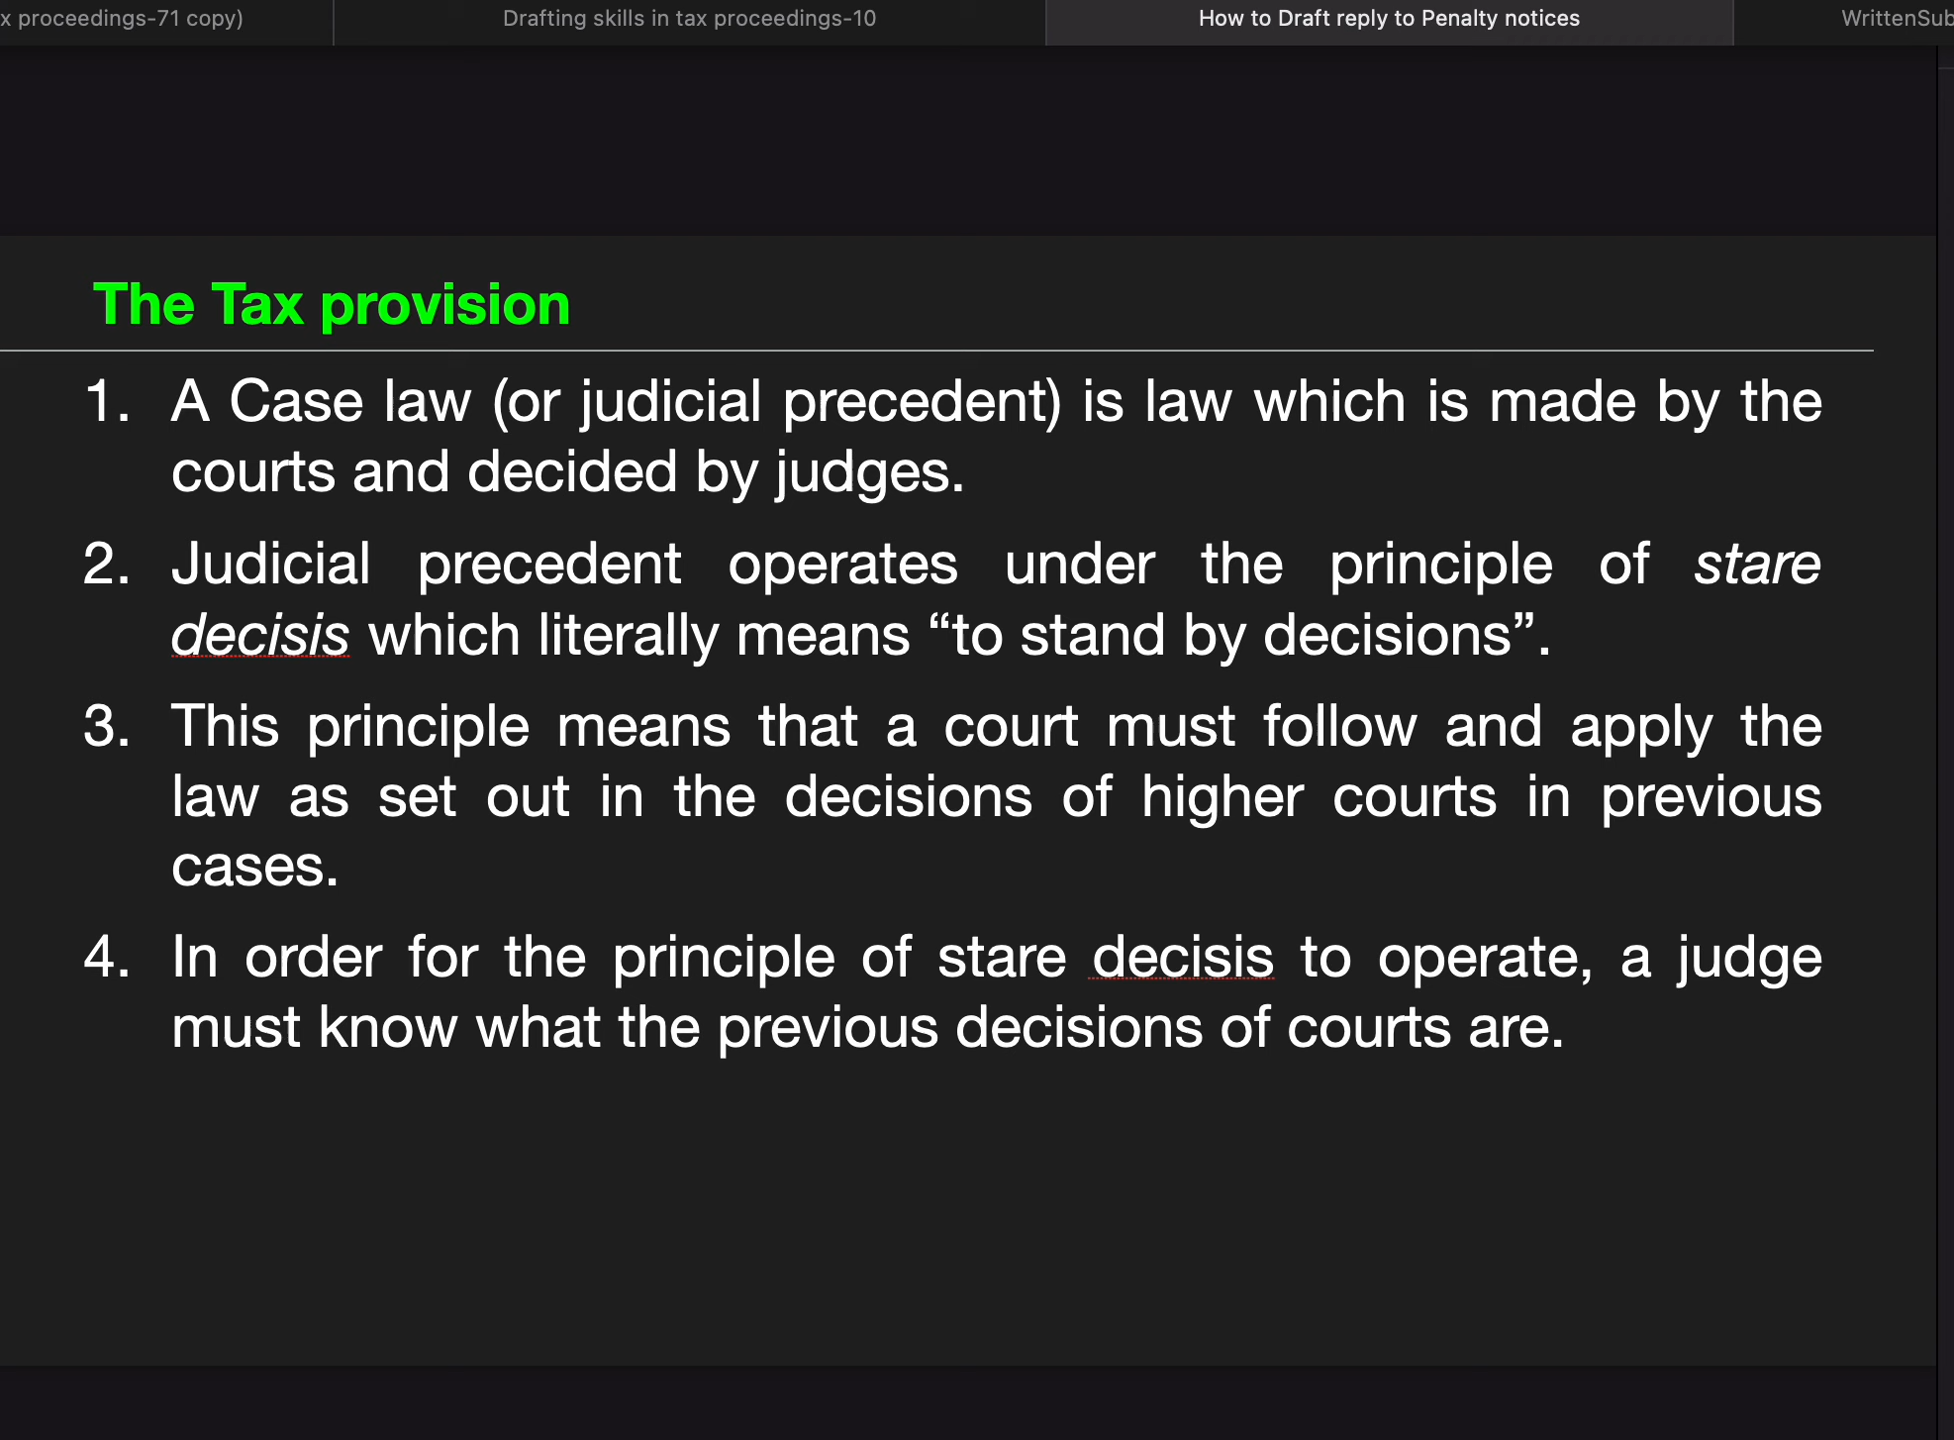 x proceedings-71 copy)
Drafting skills in tax proceedings-10
How to Draft reply to Penalty notices
WrittenSub
The Tax provision
1. A Case law (or judicial precedent) is law which is made by the
courts and decided by judges.
2. Judicial precedent operates under the principle of stare
decisis which literally means “to stand by decisions”.
3. This principle means that a court must follow and apply the
law as set out in the decisions of higher courts in previous
cases.
4. In order for the principle of stare decisis to operate, a judge
must know what the previous decisions of courts are.